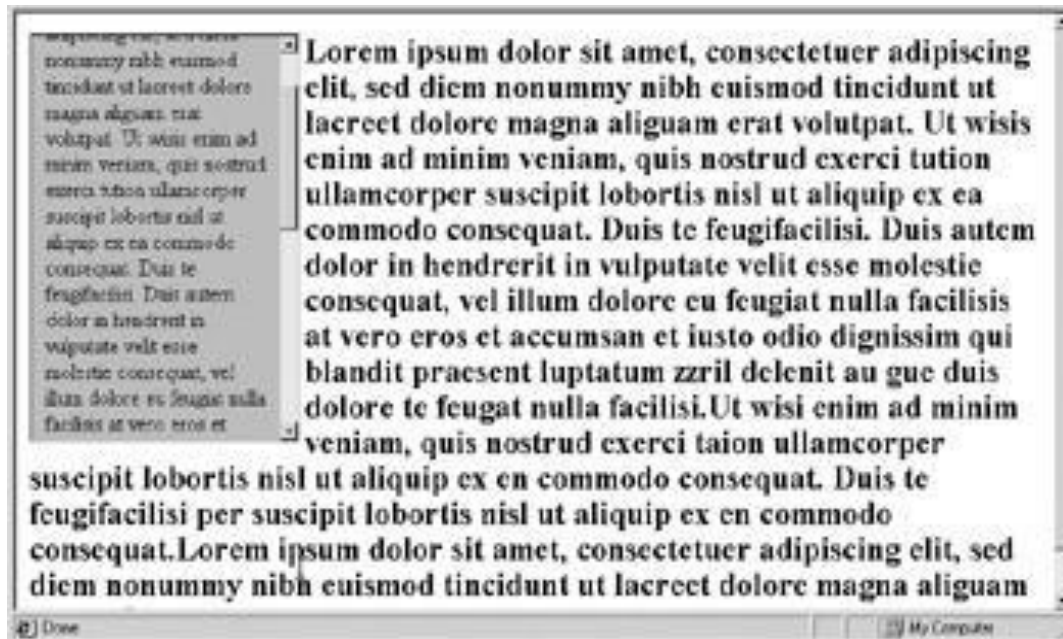 nonummy nibh euismod
tincidunt ut lacreet dolore
magna aliguam erat
volutpat. Ut wisis enim ad
minim veniam, quis nostrud
exerci tution ullamcorper
suscipit lobortis nisl ut
aliquip ex ea commodo
consequat. Duis te
feugifacilisi. Duis autem
dolor in hendrerit in
vulputate velit esse
molestie consequat, vel
illum dolore eu feugiat nulla
facilisis at vero eros et
Lorem ipsum dolor sit amet, consectetuer adipiscing
elit, sed diem nonummy nibh euismod tincidunt ut
lacreet dolore magna aliguam erat volutpat. Ut wisis
enim ad minim veniam, quis nostrud exerci tution
ullamcorper suscipit lobortis nisl ut aliquip ex ea
commodo consequat. Duis te feugifacilisi. Duis autem
dolor in hendrerit in vulputate velit esse molestie
consequat, vel illum dolore eu feugiat nulla facilisis
at vero eros et accumsan et iusto odio dignissim qui
blandit praesent luptatum zzril delenit au gue duis
dolore te feugat nulla facilisi.Ut wisi enim ad minim
veniam, quis nostrud exerci taion ullamcorper
suscipit lobortis nisl ut aliquip ex en commodo consequat. Duis te
feugifacilisi per suscipit lobortis nisl ut aliquip ex en commodo
consequat.Lorem ipsum dolor sit amet, consectetuer adipiscing elit, sed
diem nonummy nibh euismod tincidunt ut lacreet dolore magna aliguam
Done
My Computer